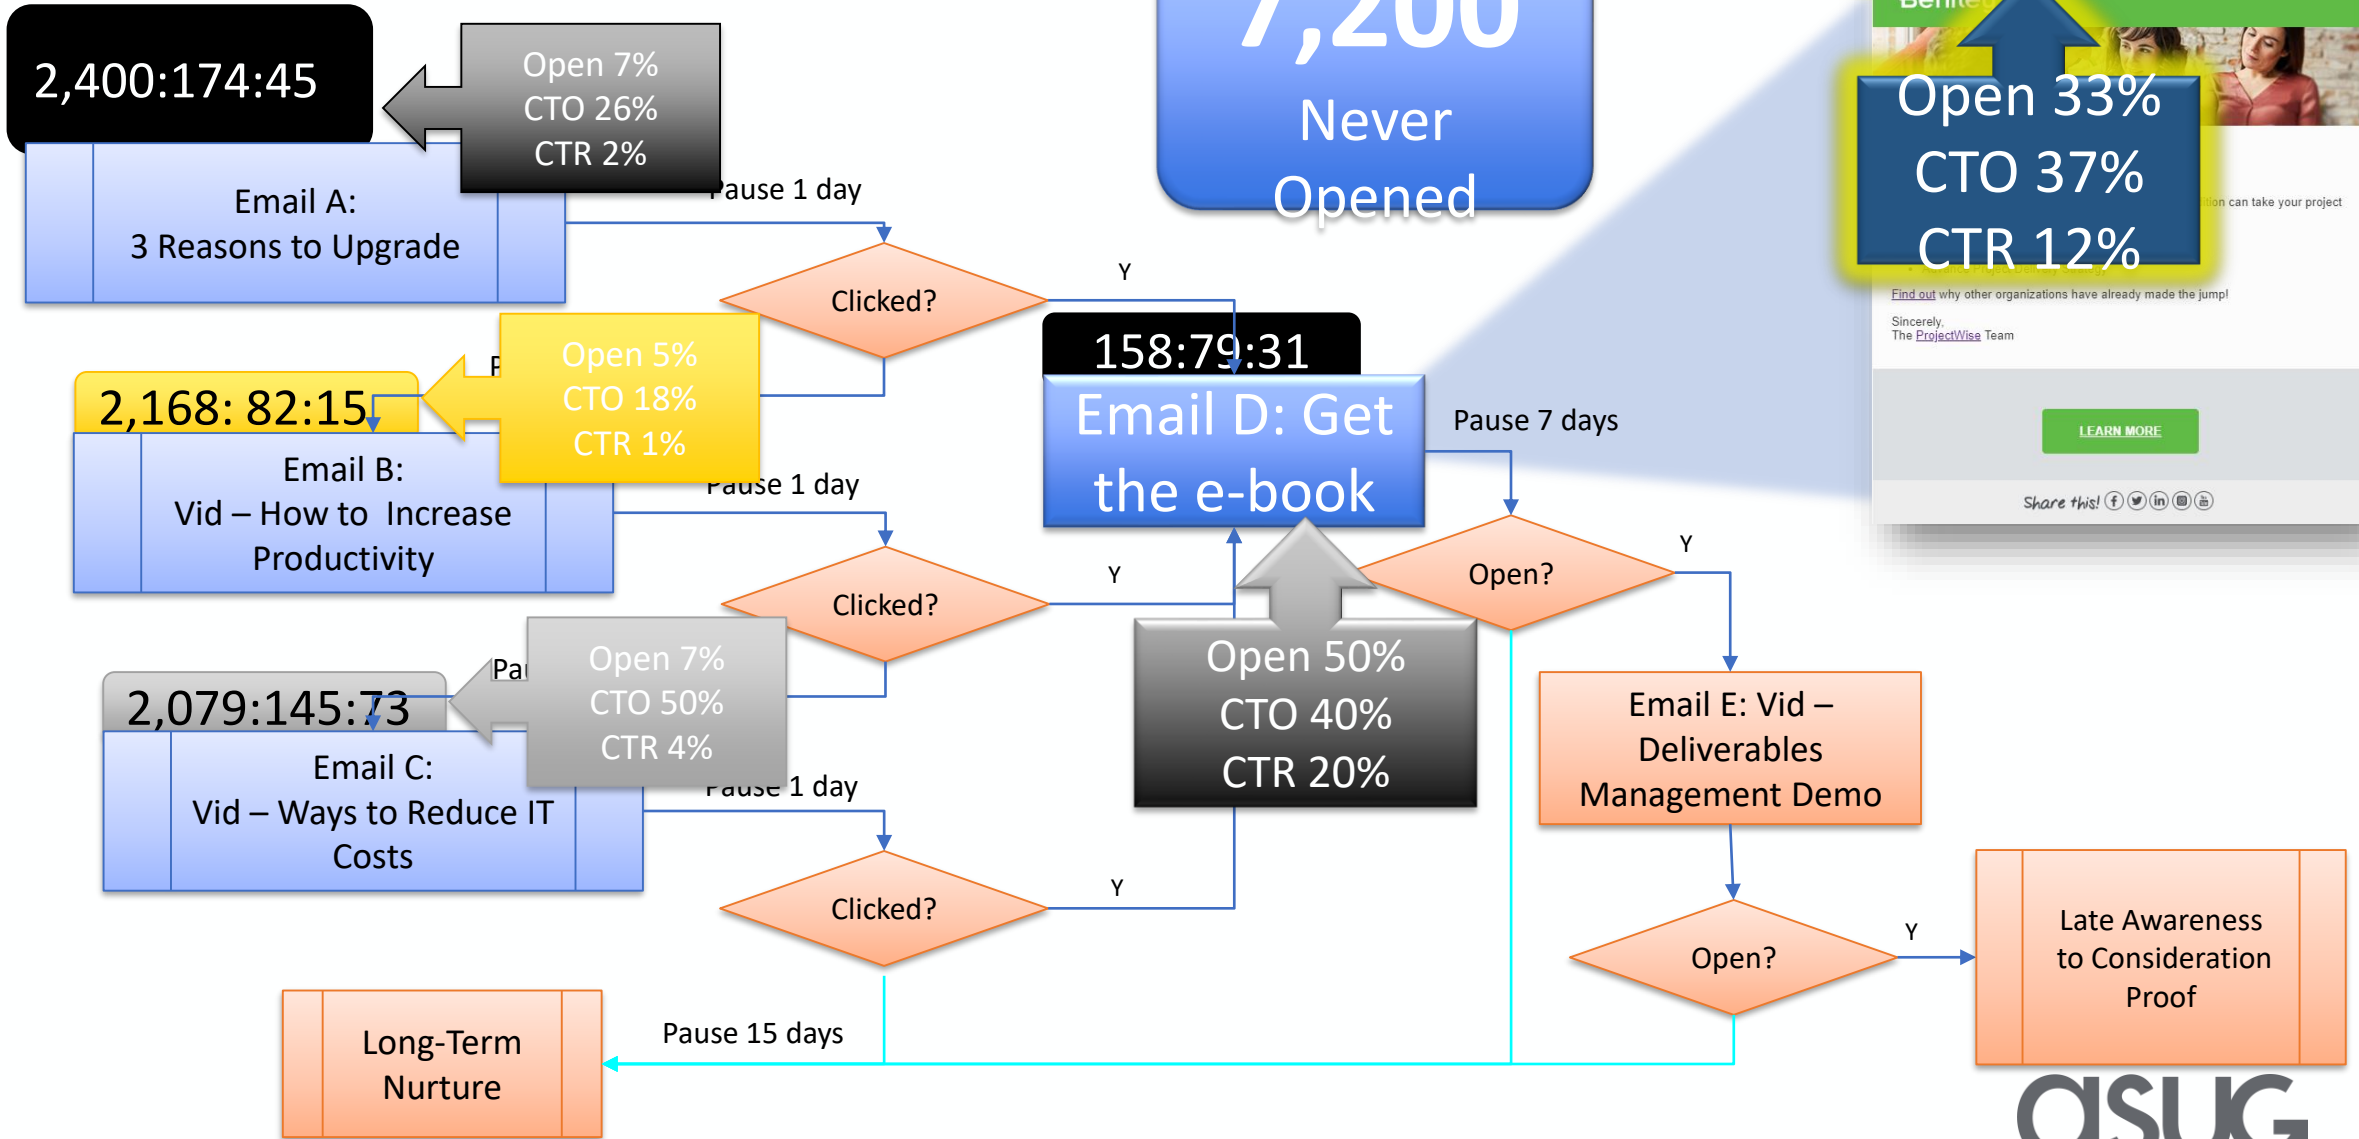 2,400:174:45
Open 7%
CTO 26%
CTR 2%
Email A:
3 Reasons to Upgrade
Pause 1 day
Clicked?
Y
7,200
Never
Opened
Open 33%
CTO 37%
CTR 12%
can take your project
Find out why other organizations have already made the jump!
Sincerely,
The ProjectWise Team
LEARN MORE
Share this!
2,168: 82:15
Open 5%
CTO 18%
CTR 1%
Email B:
Vid – How to Increase
Productivity
Pause 1 day
Clicked?
Y
158:79:31
Email D: Get
the e-book
Pause 7 days
Open?
Y
Open 50%
CTO 40%
CTR 20%
2,079:145:73
Open 7%
CTO 50%
CTR 4%
Email C:
Vid – Ways to Reduce IT
Costs
Pause 1 day
Clicked?
Y
Email E: Vid –
Deliverables
Management Demo
Open?
Y
Late Awareness
to Consideration
Proof
Long-Term
Nurture
Pause 15 days
asug